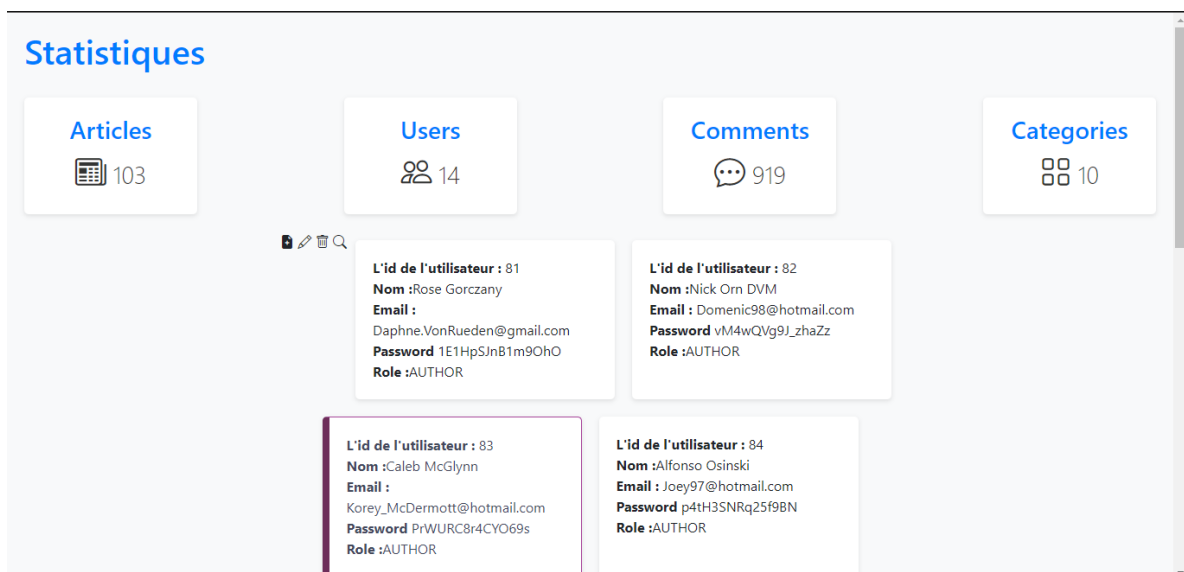 Statistiques
Articles
103
Users
14
Comments
919
Categories
10
L'id de l'utilisateur : 81
Nom :Rose Gorczany
Email :
Daphne.VonRueden@gmail.com
Password 1E1HpSJnB1m9OhO
Role :AUTHOR
L'id de l'utilisateur : 82
Nom :Nick Orn DVM
Email : Domenic98@hotmail.com
Password vM4wQVg9J_zhaZz
Role :AUTHOR
L'id de l'utilisateur : 83
Nom :Caleb McGlynn
Email :
Korey_McDermott@hotmail.com
Password PrWURC8r4CYO69s
Role :AUTHOR
L'id de l'utilisateur : 84
Nom :Alfonso Osinski
Email : Joey97@hotmail.com
Password p4tH3SNRq25f9BN
Role :AUTHOR